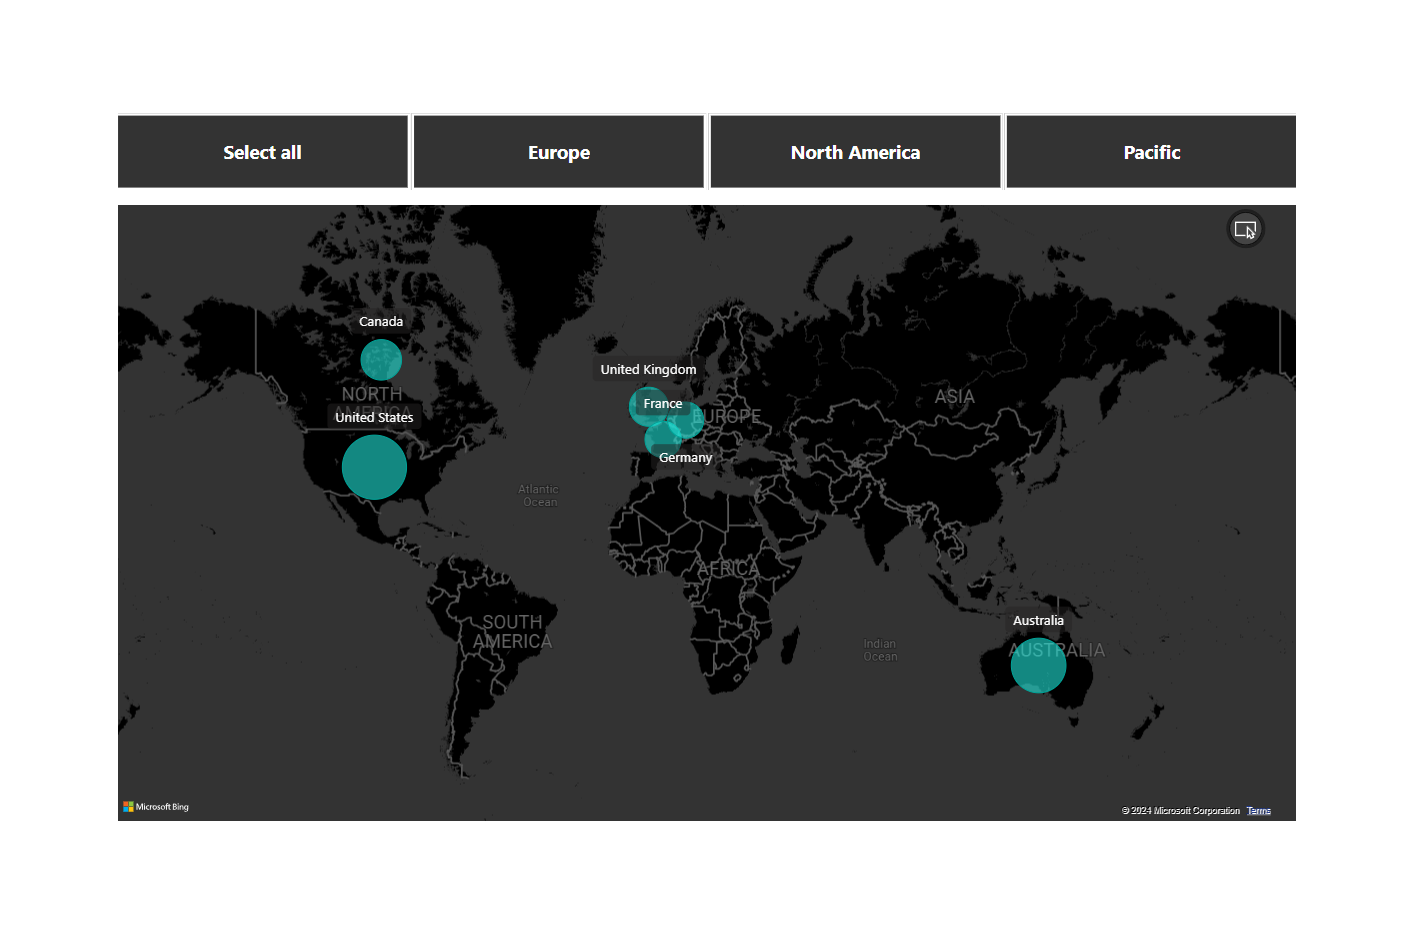 Select all
Europe
North America
Pacific
Canada
United Kingdom
NORTH
AMERICA
ASIA
France
EUROPE
United States
Germany
Atlantic
Ocean
AFRICA
SOUTH
AMERICA
Australia
Indian
Ocean
AUSTRALIA
Microsoft Bing
© 2024 Microsoft Corporation Terms